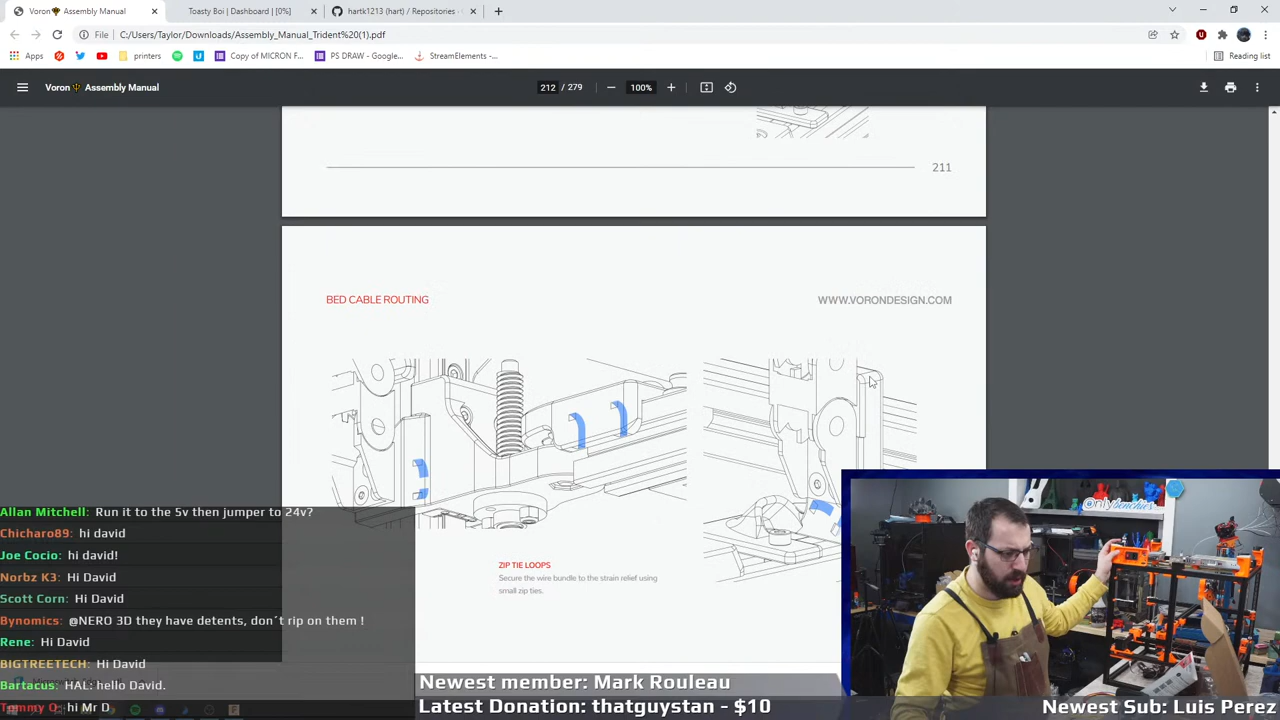 Voron Assembly Manual
Toasty Boi | Dashboard | [0%]
hartk1213 (hart) / Repositories
File
C:/Users/Taylor/Downloads/Assembly_Manual_Trident%20(1).pdf
Apps
printers
Copy of MICRON F...
PS DRAW - Google...
StreamElements -...
Reading list
Voron Assembly Manual
212 / 279
100%
211
BED CABLE ROUTING
WWW.VORONDESIGN.COM
ZIP TIE LOOPS
Secure the wire bundle to the strain relief using
small zip ties.
Allan Mitchell: Run it to the 5v then jumper to 24v?
Chicharo89: hi david
Joe Cocio: hi david!
Norbz K3: Hi David
Scott Corn: Hi David
Bynomics: @NERO 3D they have detents, don´t rip on them !
Rene: Hi David
BIGTREETECH: Hi David
Bartacus: HAL: hello David.
Tommy O: hi Mr D
Onlybenchies
Newest member: Mark Rouleau
Latest Donation: thatguystan - $10
Newest Sub: Luis Perez